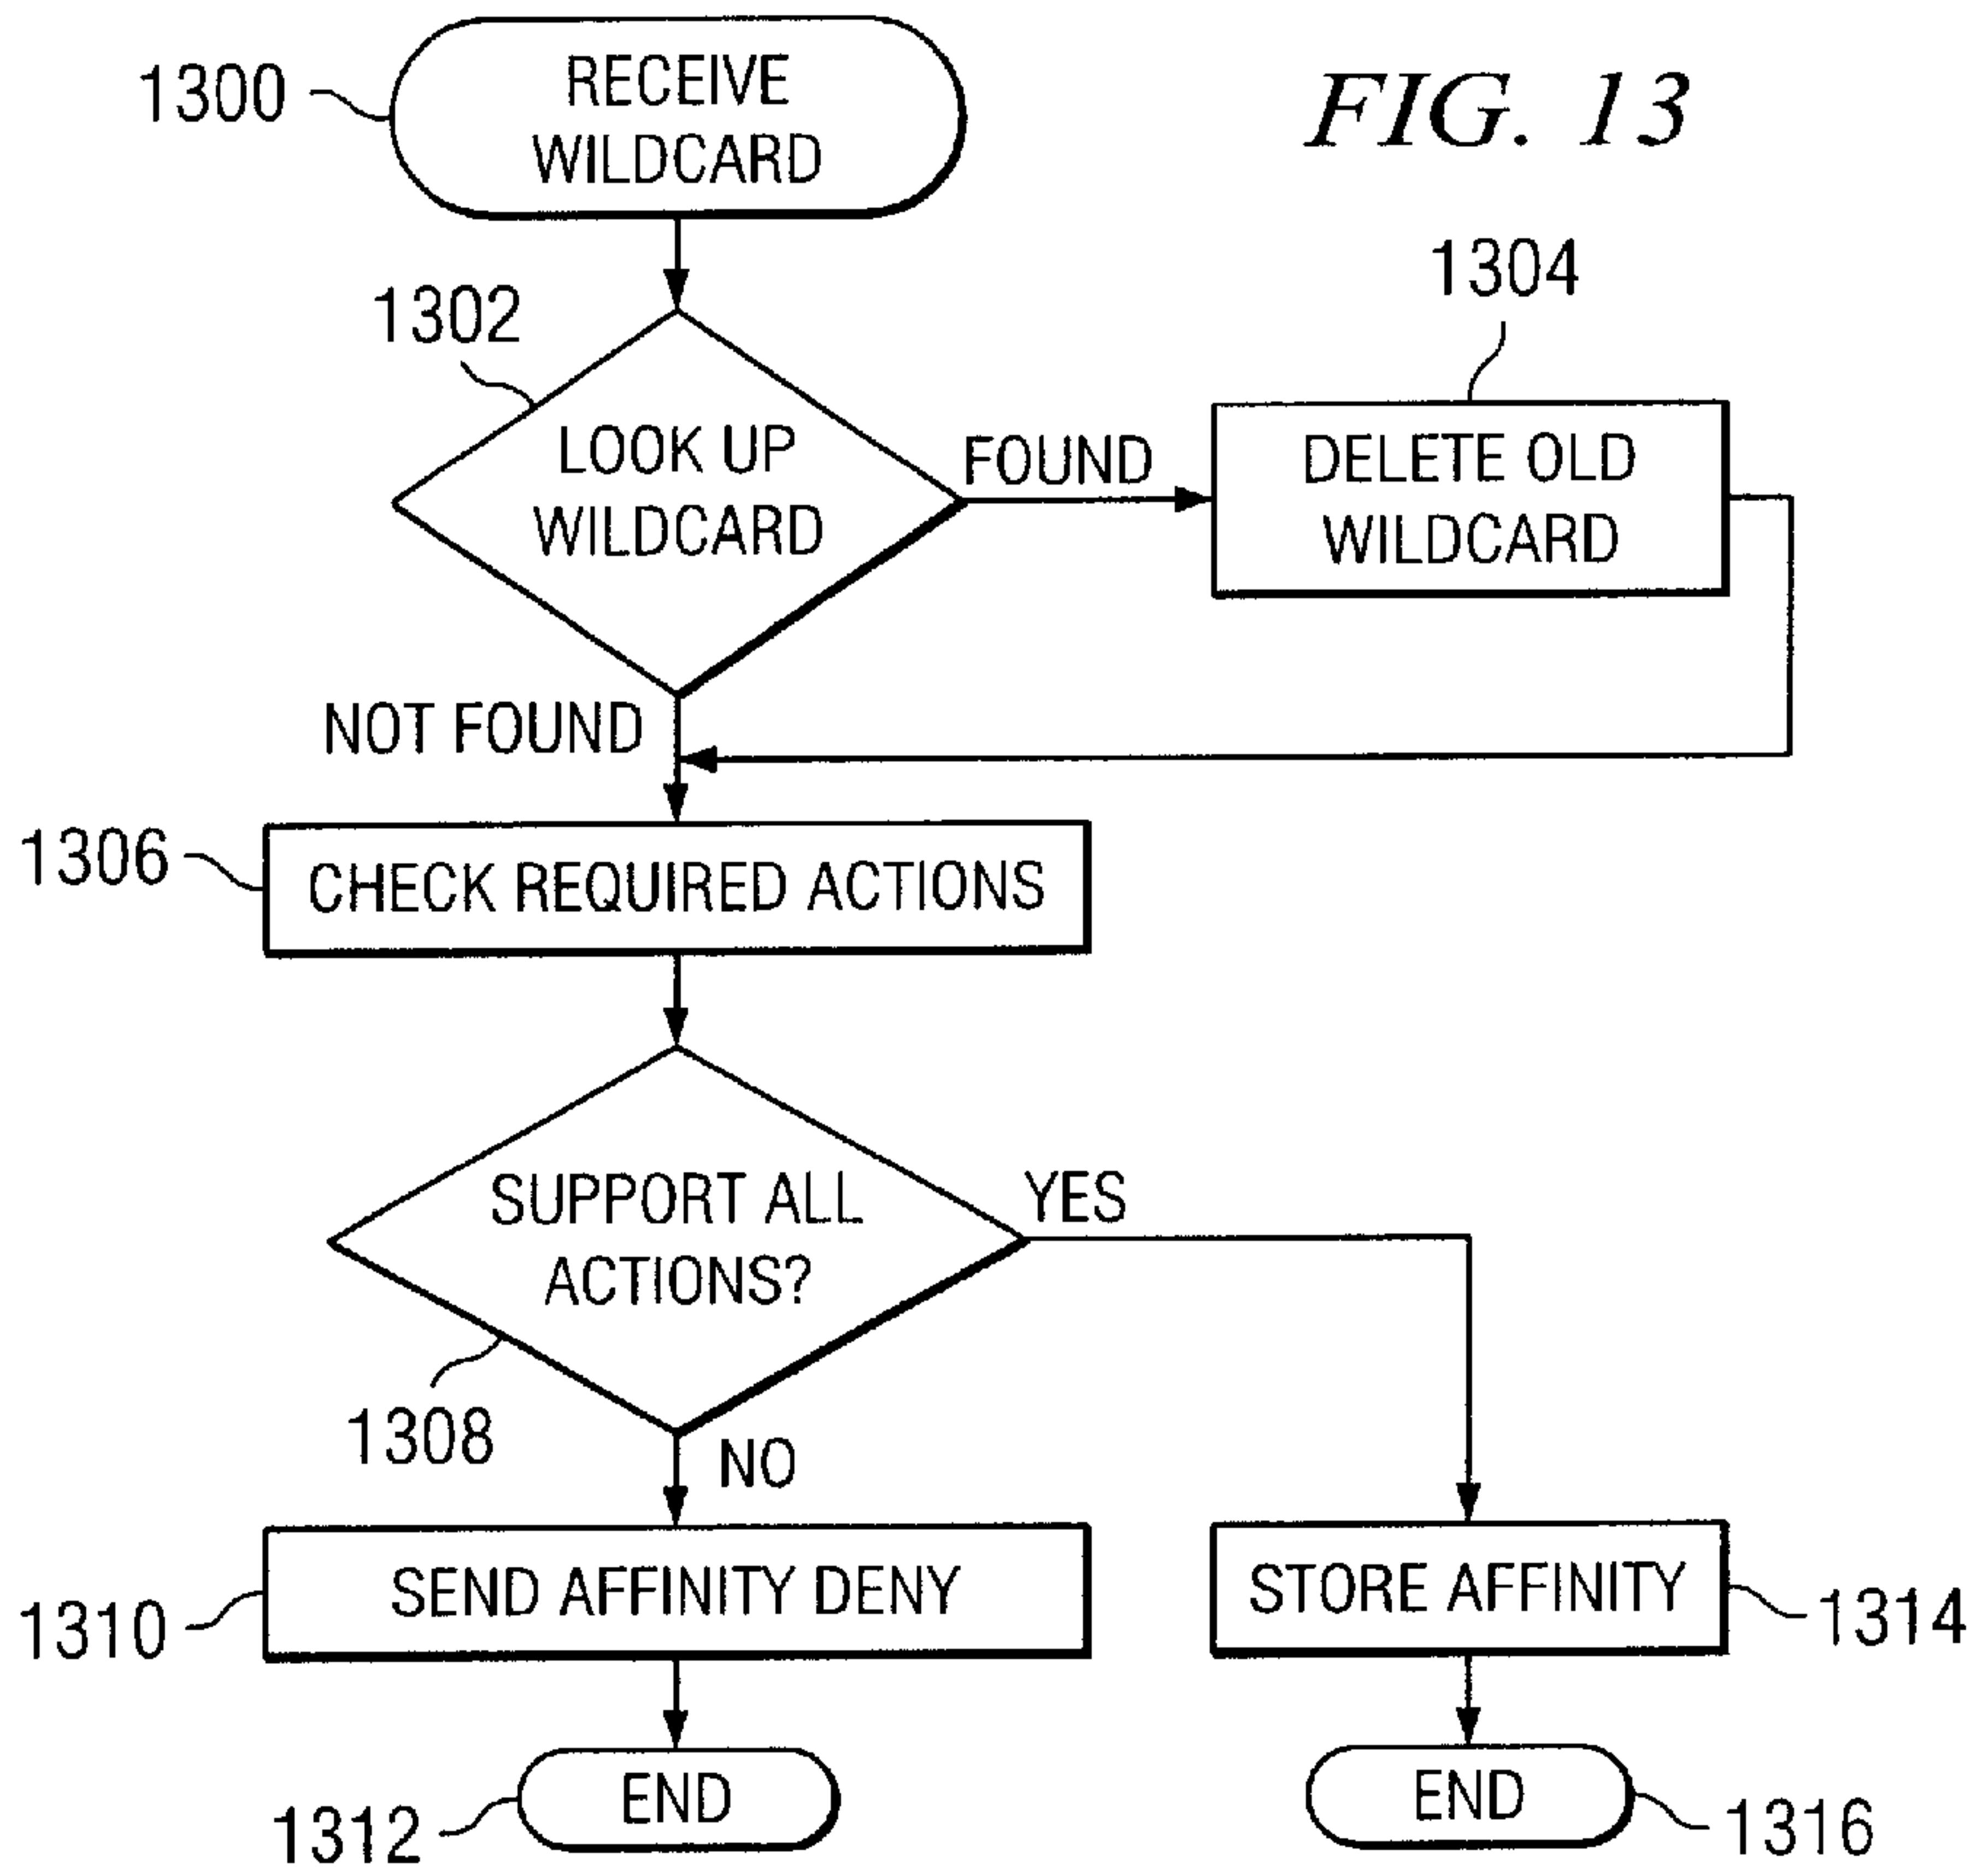 FIG. 13
1300
RECEIVE
WILDCARD
1302
LOOK UP
WILDCARD
FOUND
1304
DELETE OLD
WILDCARD
NOT FOUND
1306
CHECK REQUIRED ACTIONS
SUPPORT ALL
ACTIONS?
YES
1308
NO
1310
SEND AFFINITY DENY
STORE AFFINITY
1314
1312
END
END
1316